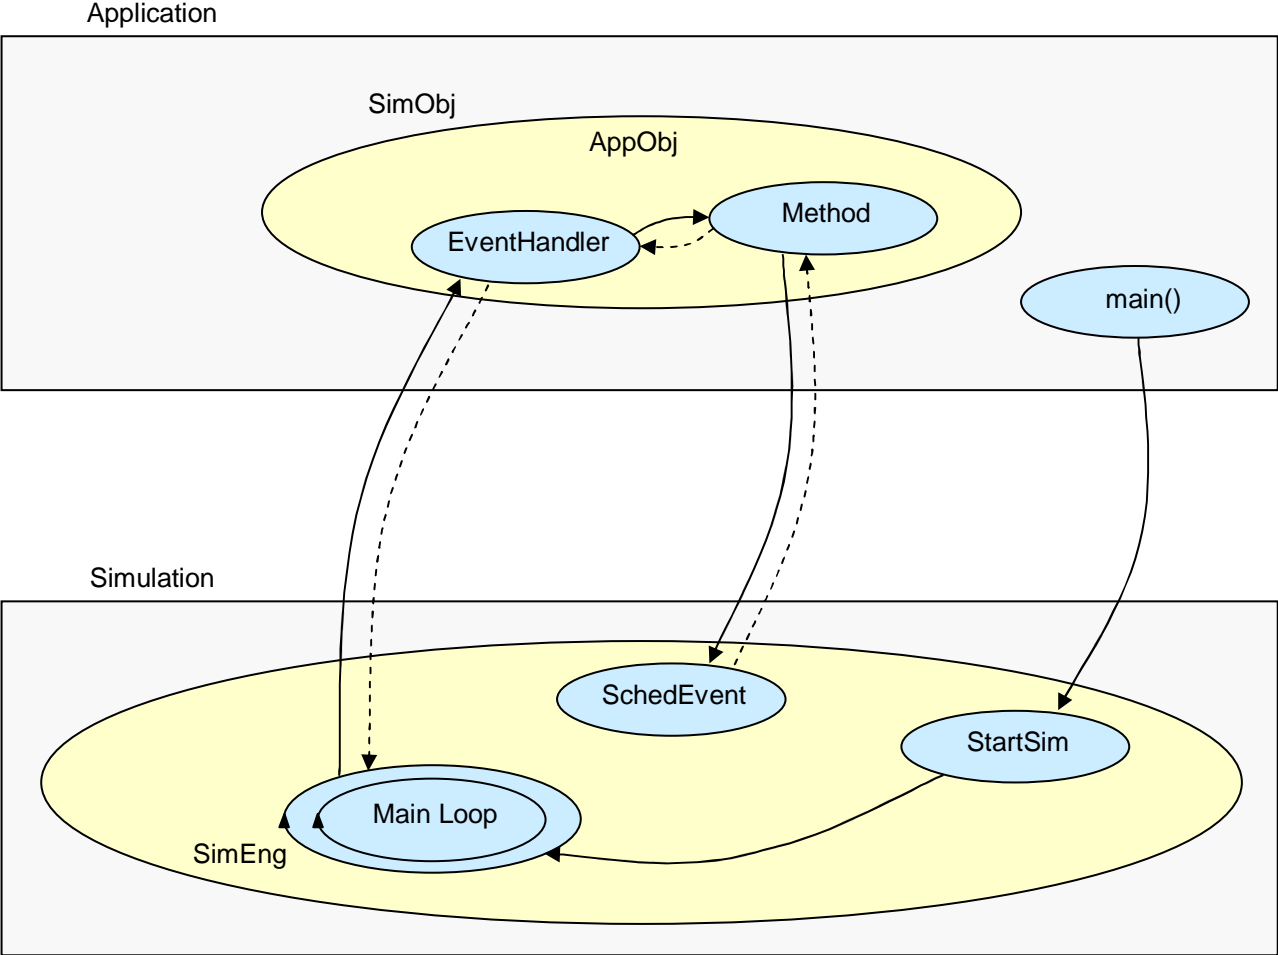 Application
SimObj
AppObj
Method
EventHandler
main()
Simulation
SchedEvent
StartSim
Main Loop
SimEng